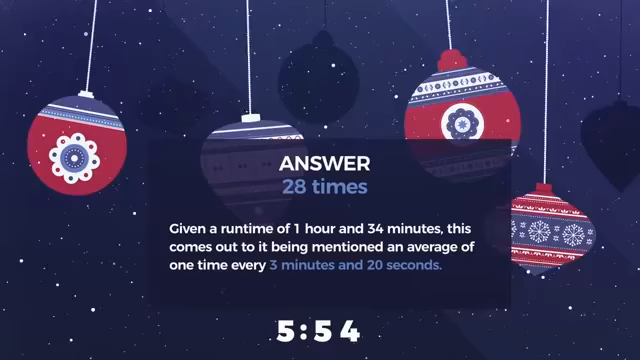 ANSWER
28 times
Given a runtime of 1 hour and 34 minutes, this
comes out to it being mentioned an average of
one time every 3 minutes and 20 seconds.
5:54